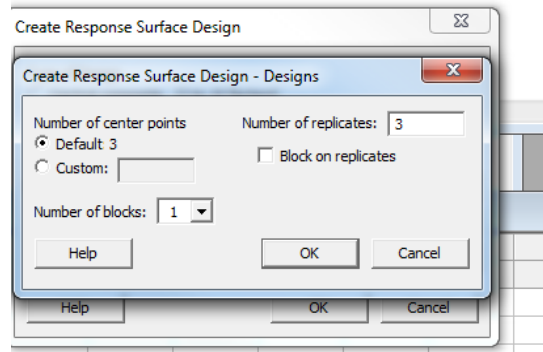 Create Response Surface Design
Create Response Surface Design - Designs
Number of center points
Number of replicates: 3
Default 3
Block on replicates
Custom:
Number of blocks: 1
Help OK Cancel
Help OK Cancel